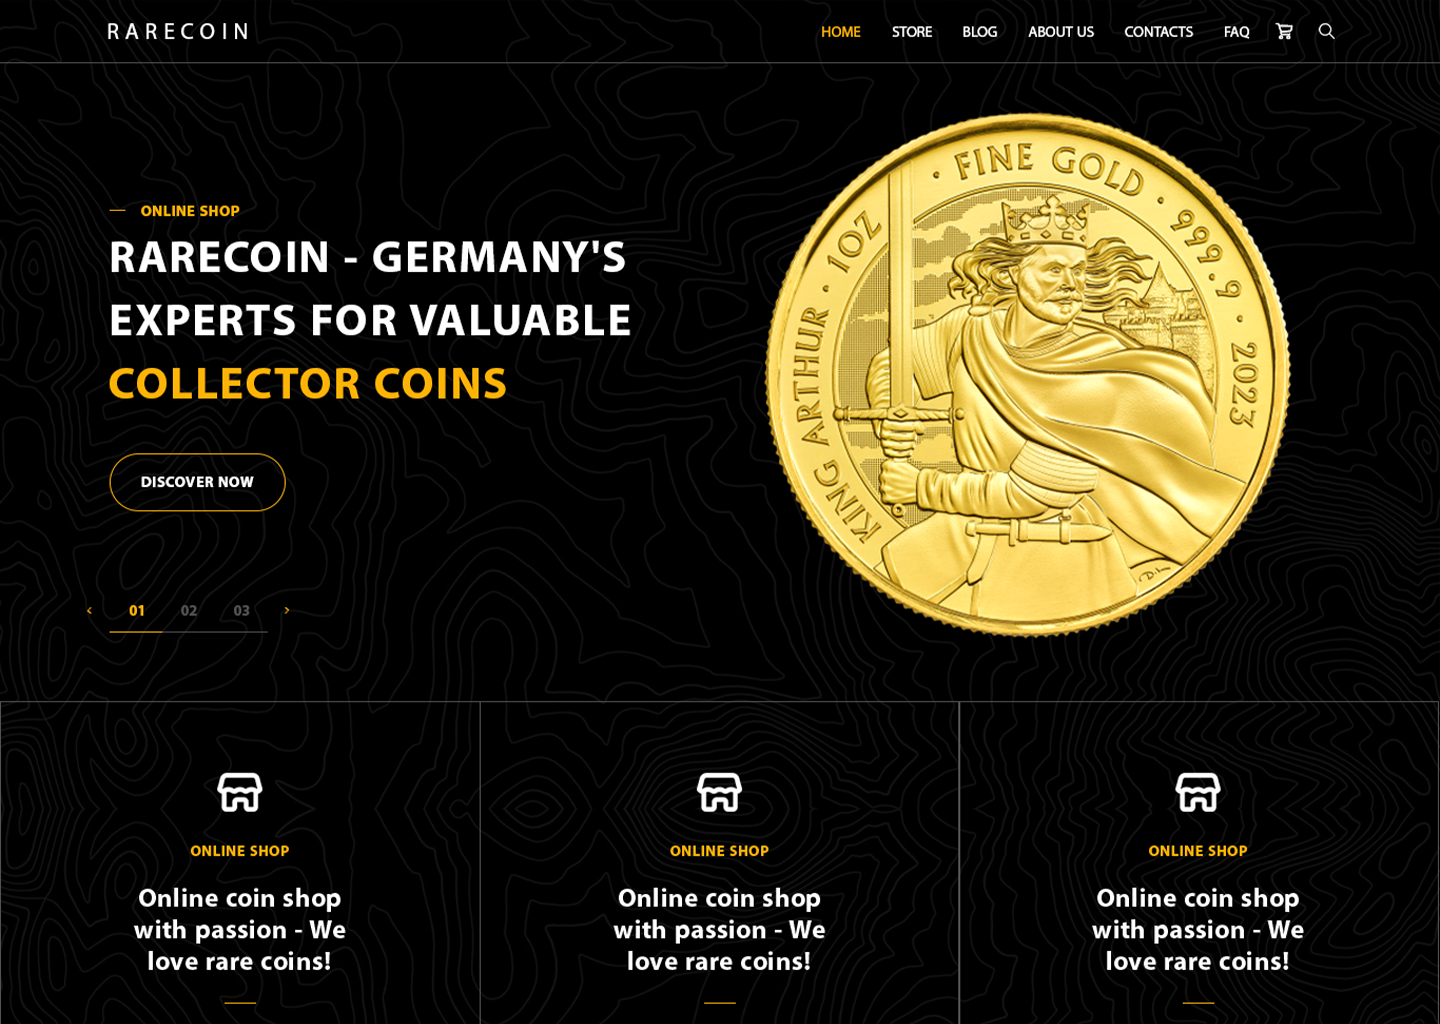 RARECOIN
HOME STORE BLOG ABOUT US CONTACTS FAQ
ONLINE SHOP
RARECOIN - GERMANY'S
EXPERTS FOR VALUABLE
COLLECTOR COINS
DISCOVER NOW
‹ 01 02 03 ›
KING ARTHUR · 1OZ · FINE GOLD · 999.9 · 2023
ONLINE SHOP
Online coin shop
with passion - We
love rare coins!
ONLINE SHOP
Online coin shop
with passion - We
love rare coins!
ONLINE SHOP
Online coin shop
with passion - We
love rare coins!